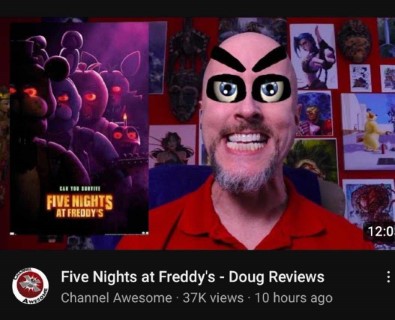 CAN YOU SURVIVE
FIVE NIGHTS
AT FREDDY'S
12:0
Five Nights at Freddy's - Doug Reviews
Channel Awesome · 37K views · 10 hours ago